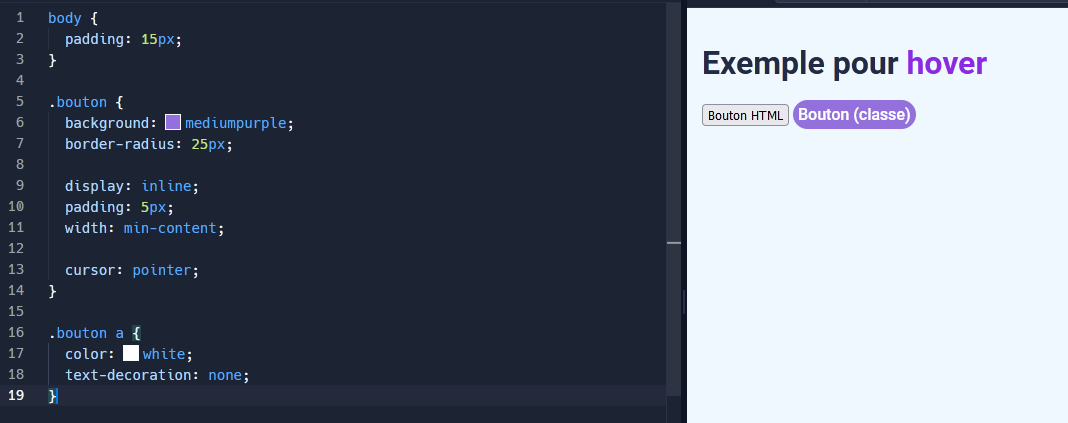 1 body {
2 padding: 15px;
3 }
4
5 .bouton {
6 background: mediumpurple;
7 border-radius: 25px;
8
9 display: inline;
10 padding: 5px;
11 width: min-content;
12
13 cursor: pointer;
14 }
15
16 .bouton a {
17 color: white;
18 text-decoration: none;
19 }
Exemple pour hover
Bouton HTML Bouton (classe)